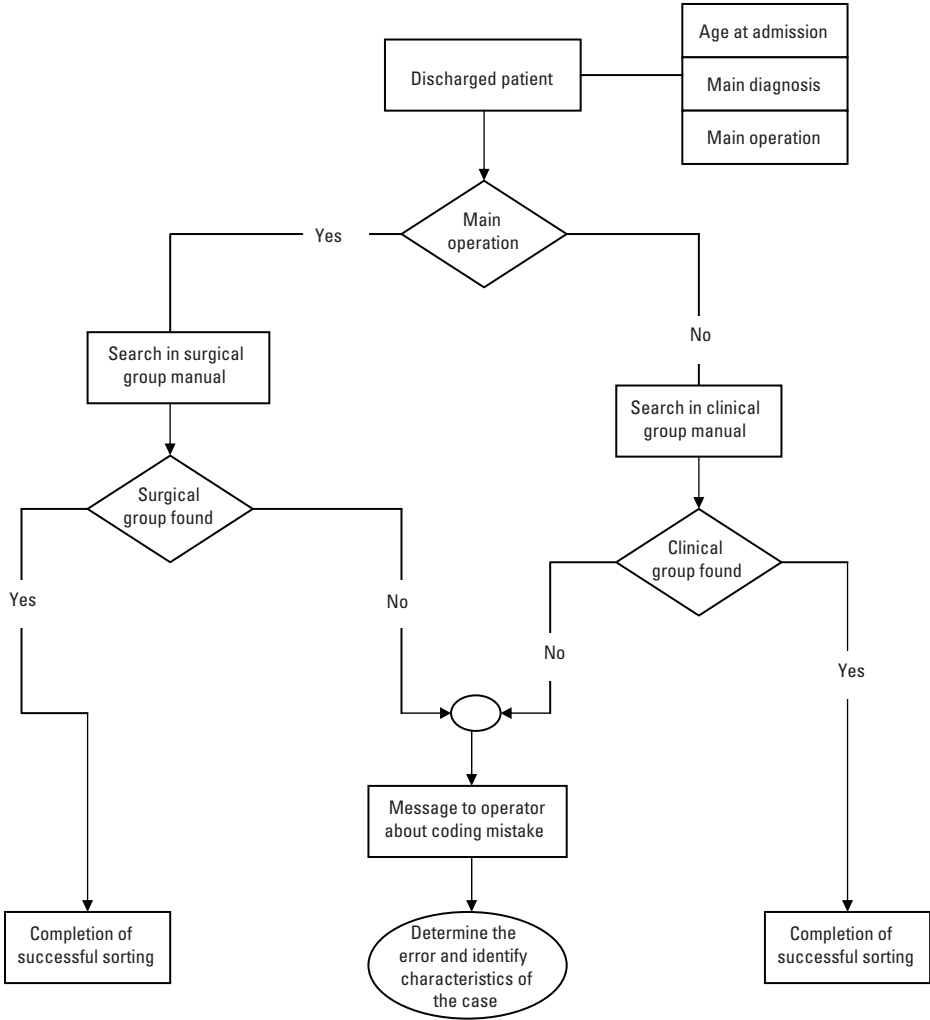 Age at admission
Discharged patient
Main diagnosis
Main operation
Main
operation
Yes
No
Search in surgical
group manual
Search in clinical
group manual
Surgical
group found
Clinical
group found
Yes
No
No
Yes
Message to operator
about coding mistake
Completion of
successful sorting
Determine the
error and identify
characteristics of
the case
Completion of
successful sorting